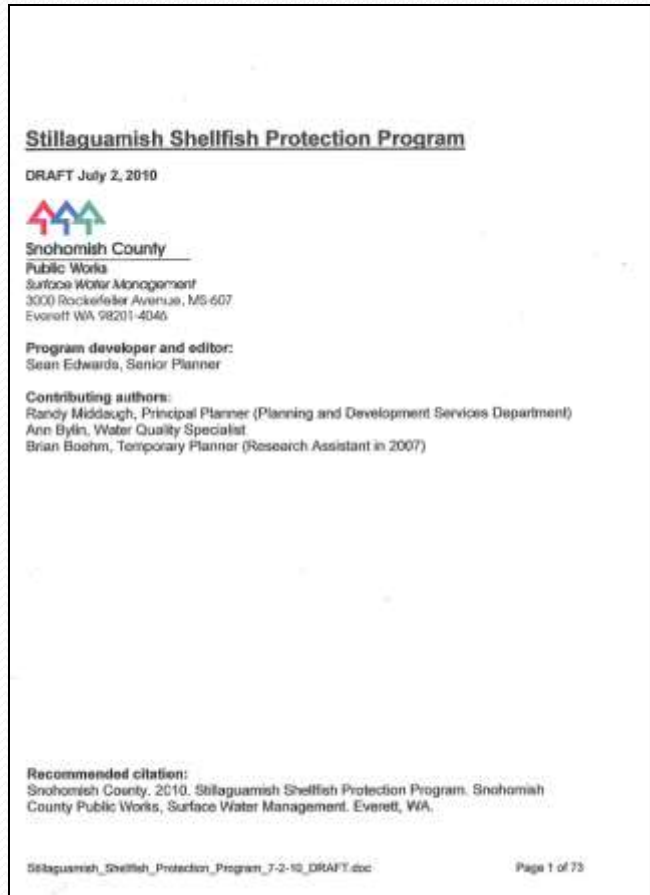 Stillaguamish Shellfish Protection Program
DRAFT July 2, 2010
Snohomish County
Public Works
Surface Water Management
3000 Rockefeller Avenue, MS-607
Everett WA 98201-4046
Program developer and editor:
Sean Edwards, Senior Planner
Contributing authors:
Randy Middaugh, Principal Planner (Planning and Development Services Department)
Ann Bylin, Water Quality Specialist
Brian Boehm, Temporary Planner (Research Assistant in 2007)
Recommended citation:
Snohomish County. 2010. Stillaguamish Shellfish Protection Program. Snohomish
County Public Works, Surface Water Management. Everett, WA.
Stillaguamish_Shellfish_Protection_Program_7-2-10_DRAFT.doc Page 1 of 73